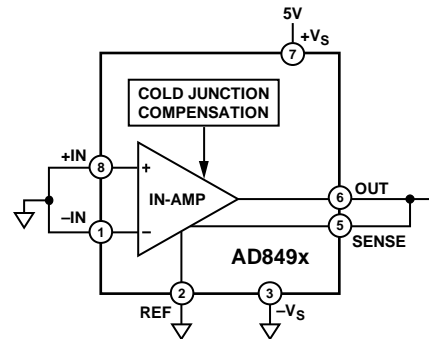 5V
+VS
7
COLD JUNCTION
COMPENSATION
+IN
8
+
IN-AMP
6
OUT
–IN
1
–
5
SENSE
AD849x
2
3
REF
–VS